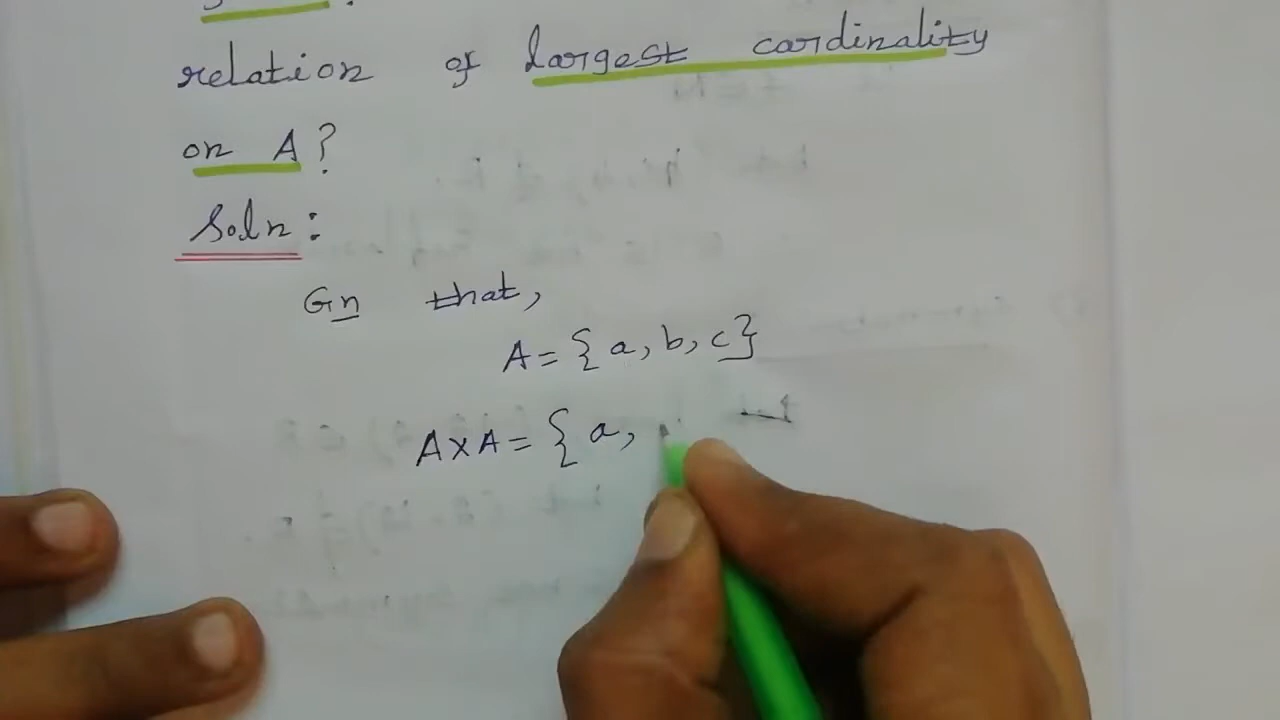 relation of largest cardinality
on A?
Soln:
Gn that,
A = {a, b, c}
A×A = {a,